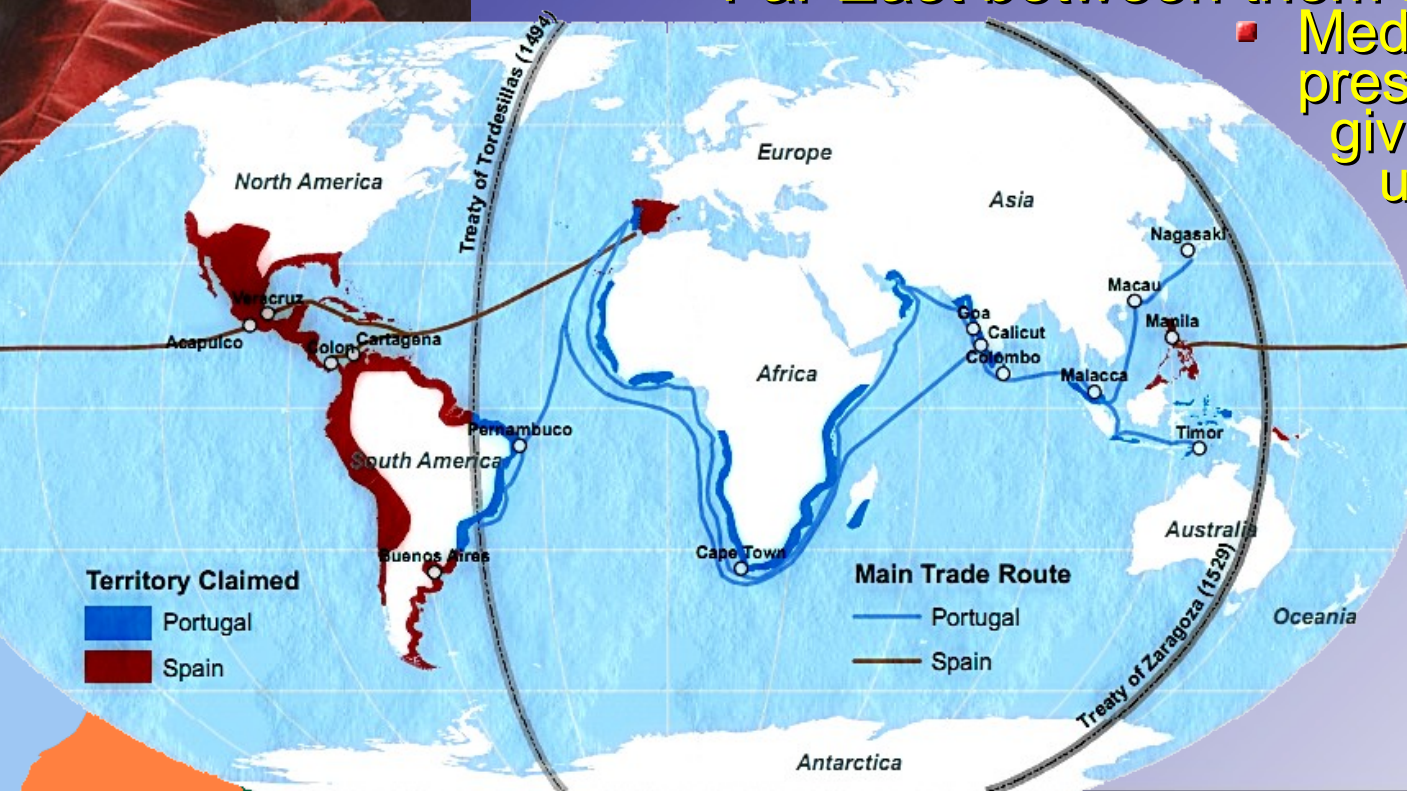 Far East between them
Med
pres
giv
u
Treaty of Tordesillas (1494)
North America
Europe
Asia
Nagasaki
Macau
Manila
Veracruz
Acapulco
Colon
Cartagena
Goa
Calicut
Colombo
Malacca
Africa
Pernambuco
South America
Timor
Buenos Aires
Cape Town
Australia
Oceania
Treaty of Zaragoza (1529)
Territory Claimed
Portugal
Spain
Main Trade Route
Portugal
Spain
Antarctica